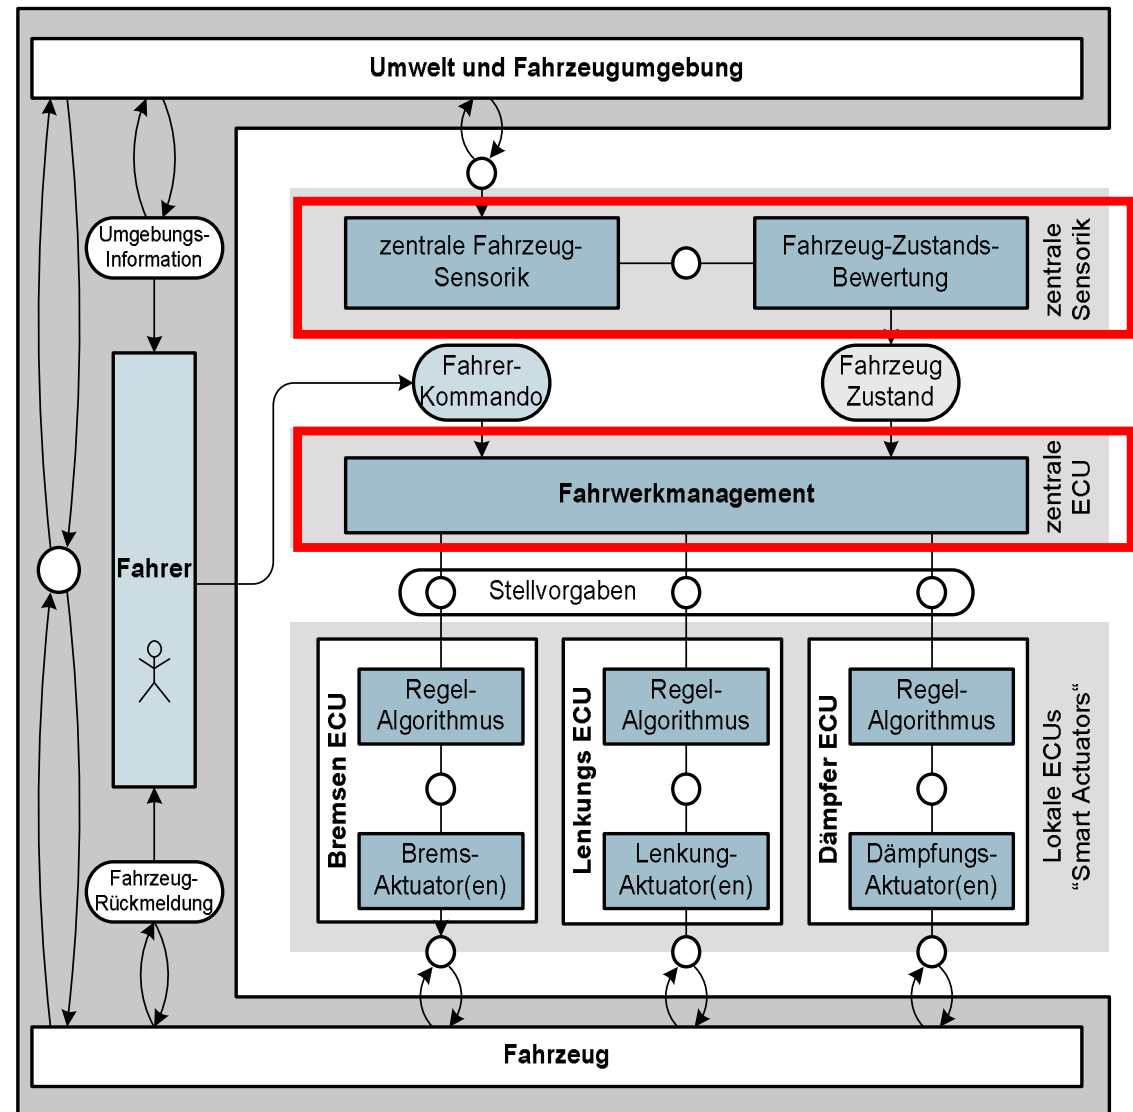 Umwelt und Fahrzeugumgebung
Umgebungs-
Information
zentrale Fahrzeug-
Sensorik
Fahrzeug-Zustands-
Bewertung
zentrale
Sensorik
Fahrer-
Kommando
Fahrzeug
Zustand
Fahrwerkmanagement
zentrale
ECU
Fahrer
Stellvorgaben
Bremsen ECU
Regel-
Algorithmus
Brems-
Aktuator(en)
Lenkungs ECU
Regel-
Algorithmus
Lenkung-
Aktuator(en)
Dämpfer ECU
Regel-
Algorithmus
Dämpfungs-
Aktuator(en)
Lokale ECUs
“Smart Actuators“
Fahrzeug-
Rückmeldung
Fahrzeug